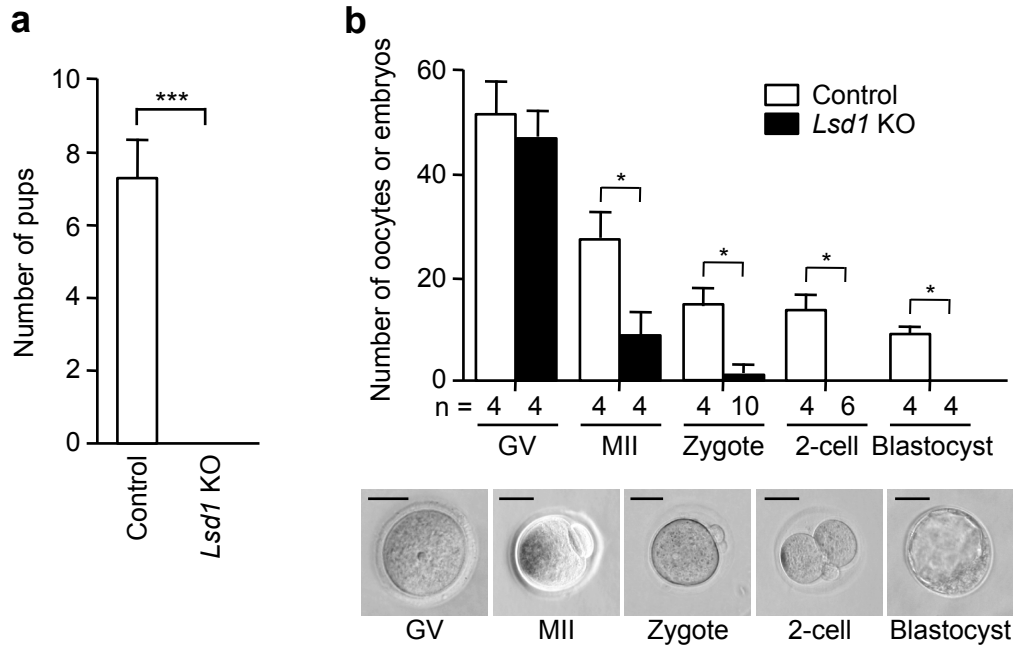 a
Number of pups
10
8
6
4
2
0
***
Control
Lsd1 KO
b
Number of oocytes or embryos
60
40
20
0
Control
Lsd1 KO
*
*
*
*
n = 4 4 4 4 4 10 4 6 4 4
GV MII Zygote 2-cell Blastocyst
GV MII Zygote 2-cell Blastocyst